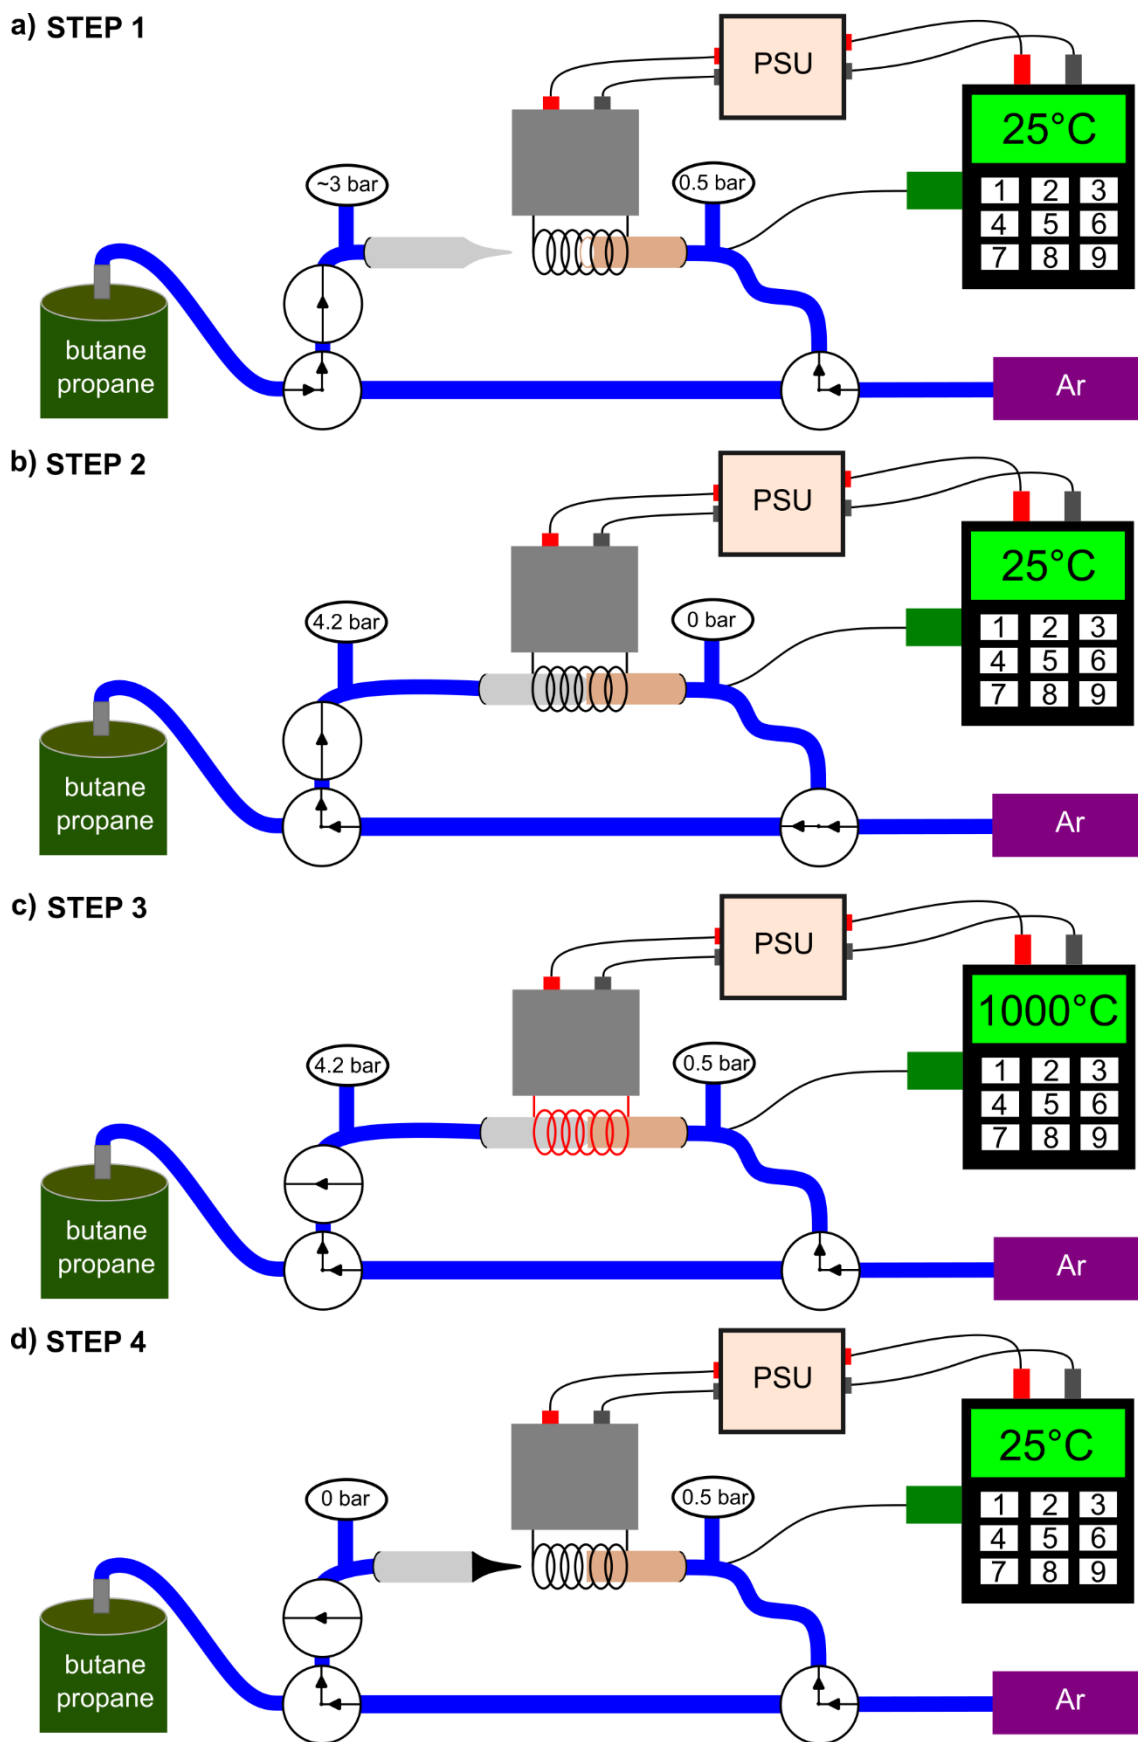 a) STEP 1
PSU
25°C
~3 bar
0.5 bar
1 2 3
4 5 6
7 8 9
butane
propane
Ar
b) STEP 2
PSU
25°C
4.2 bar
0 bar
1 2 3
4 5 6
7 8 9
butane
propane
Ar
c) STEP 3
PSU
1000°C
4.2 bar
0.5 bar
1 2 3
4 5 6
7 8 9
butane
propane
Ar
d) STEP 4
PSU
25°C
0 bar
0.5 bar
1 2 3
4 5 6
7 8 9
butane
propane
Ar